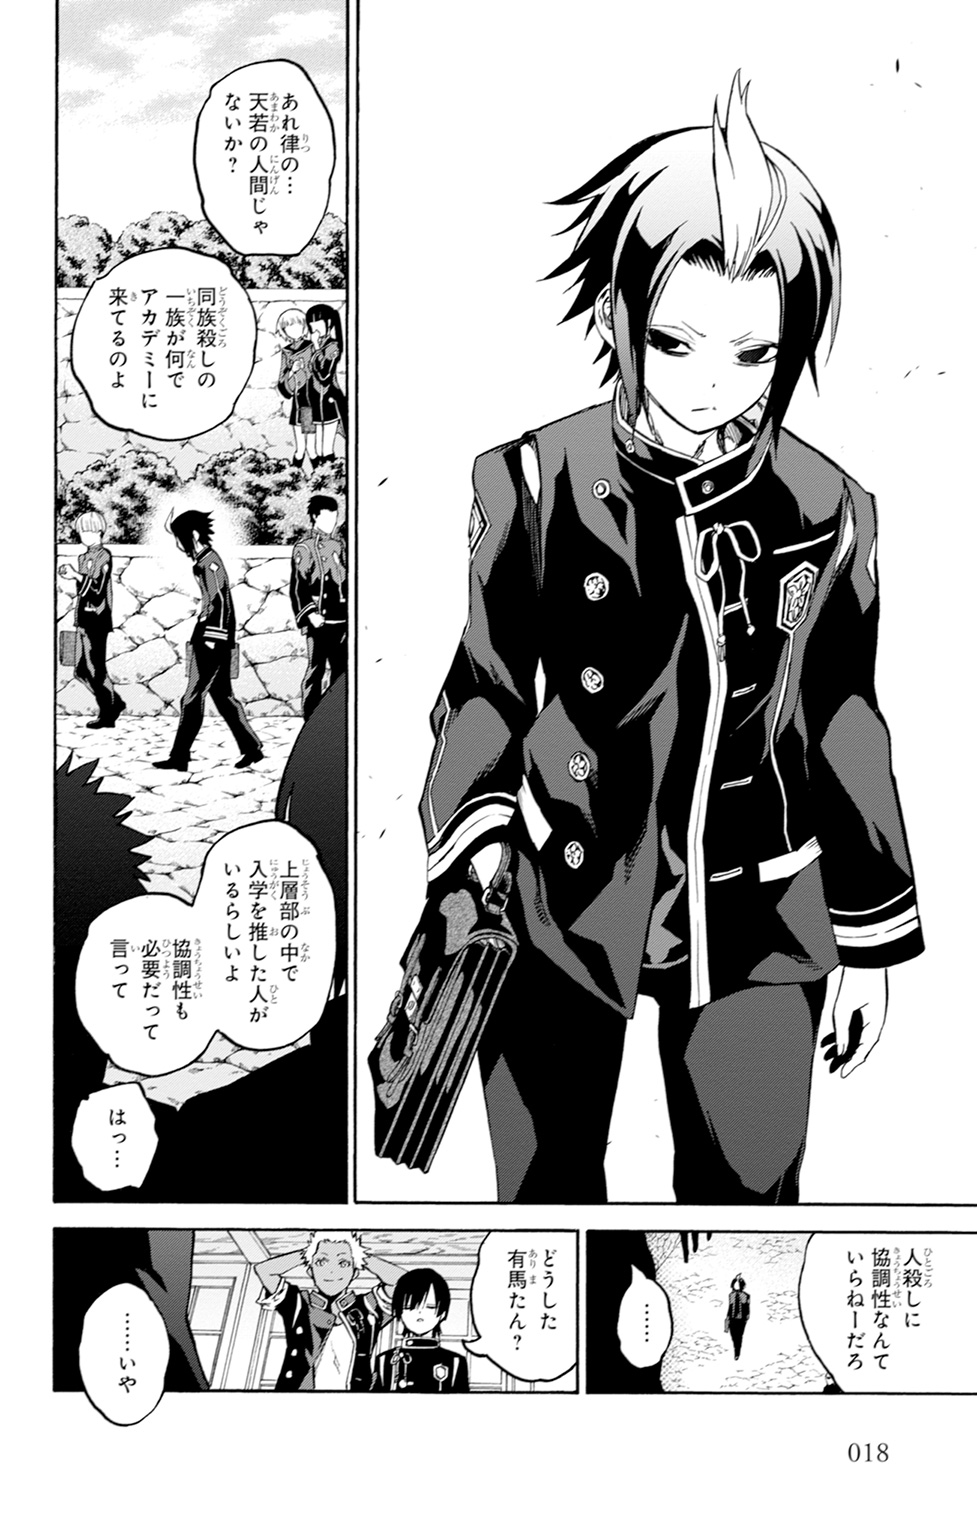 あれ律の…
天若の人間じゃ
ないか?
同族殺しの
一族が何で
アカデミーに
来てるのよ
上層部の中で
入学を推した人が
いるらしいよ
協調性も
必要だって
言って
はっ…
人殺しに
協調性なんて
いらねーだろ
……
どうした
有馬たん?
……いや
018